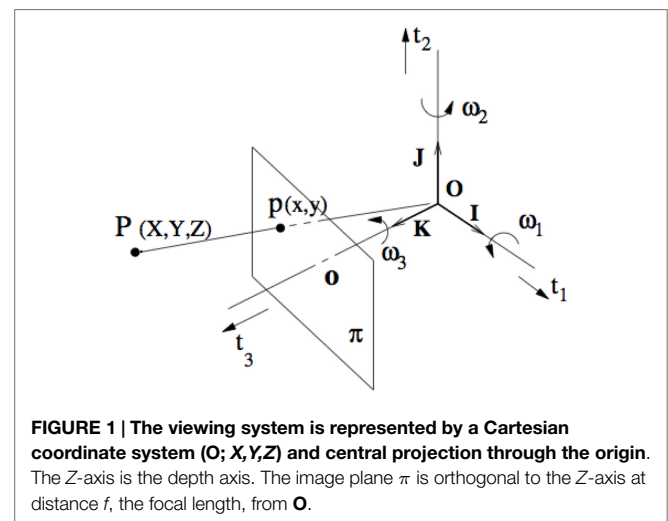 t2
ω2
J
O
I
ω1
P (X,Y,Z)
p(x,y)
K
ω3
o
t1
t3
π
FIGURE 1 | The viewing system is represented by a Cartesian
coordinate system (O; X,Y,Z) and central projection through the origin.
The Z-axis is the depth axis. The image plane π is orthogonal to the Z-axis at
distance f, the focal length, from O.